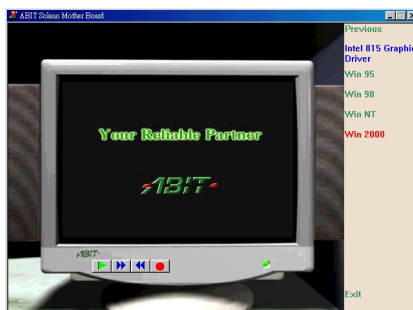 ABIT Solano Mother Board
Previous
Intel 815 Graphic
Driver
Win 95
Win 98
Win NT
Win 2000
Your Reliable Partner
ABIT
ABIT
Exit